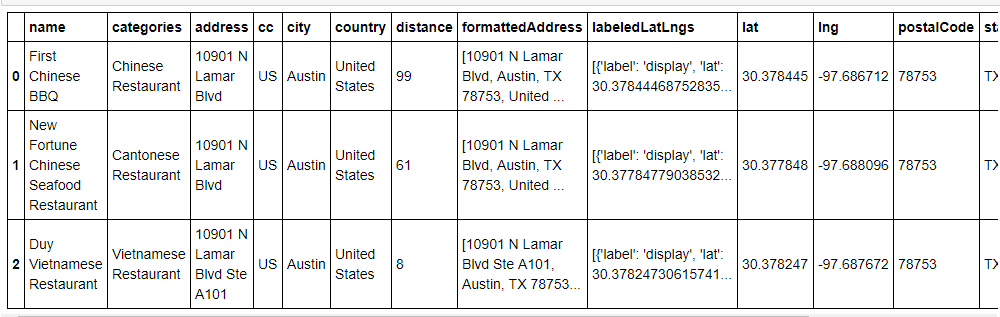 name categories address cc city country distance formattedAddress labeledLatLngs lat lng postalCode
0
First
Chinese
BBQ
Chinese
Restaurant
10901 N
Lamar
Blvd
US
Austin
United
States
99
[10901 N Lamar
Blvd, Austin, TX
78753, United ...
[{'label': 'display', 'lat':
30.37844468752835...
30.378445
-97.686712
78753
TX
1
New
Fortune
Chinese
Seafood
Restaurant
Cantonese
Restaurant
10901 N
Lamar
Blvd
US
Austin
United
States
61
[10901 N Lamar
Blvd, Austin, TX
78753, United ...
[{'label': 'display', 'lat':
30.37784779038532...
30.377848
-97.688096
78753
TX
2
Duy
Vietnamese
Restaurant
Vietnamese
Restaurant
10901 N
Lamar
Blvd Ste
A101
US
Austin
United
States
8
[10901 N Lamar
Blvd Ste A101,
Austin, TX 78753...
[{'label': 'display', 'lat':
30.37824730615741...
30.378247
-97.687672
78753
TX